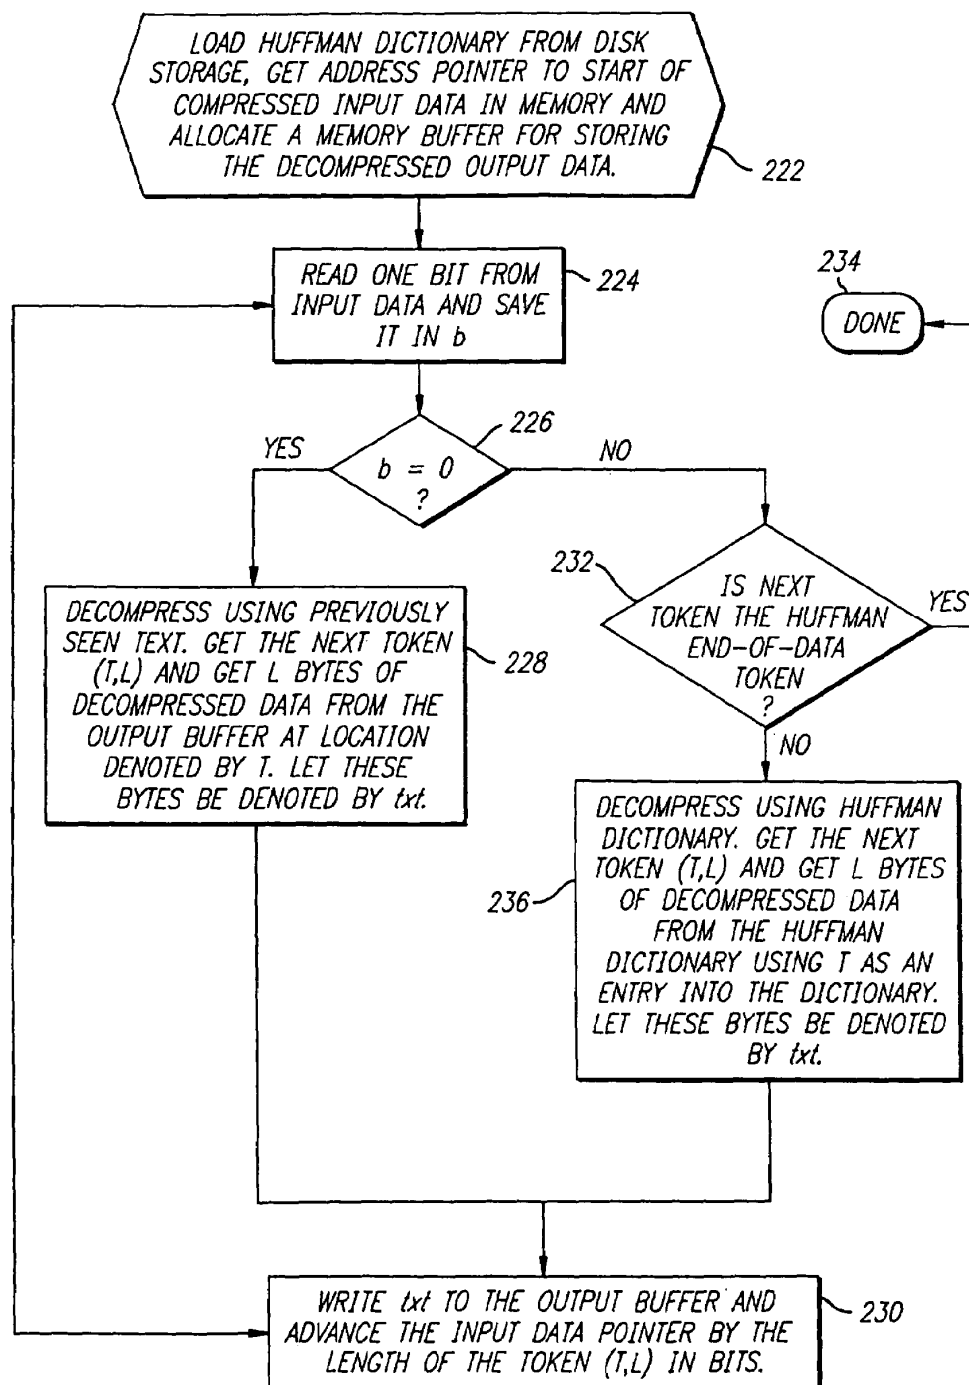 LOAD HUFFMAN DICTIONARY FROM DISK
STORAGE, GET ADDRESS POINTER TO START OF
COMPRESSED INPUT DATA IN MEMORY AND
ALLOCATE A MEMORY BUFFER FOR STORING
THE DECOMPRESSED OUTPUT DATA.
222
READ ONE BIT FROM
INPUT DATA AND SAVE
IT IN b
224
234
DONE
226
b = 0
?
YES
NO
232
IS NEXT
TOKEN THE HUFFMAN
END-OF-DATA
TOKEN
?
YES
NO
DECOMPRESS USING PREVIOUSLY
SEEN TEXT. GET THE NEXT TOKEN
(T,L) AND GET L BYTES OF
DECOMPRESSED DATA FROM THE
OUTPUT BUFFER AT LOCATION
DENOTED BY T. LET THESE
BYTES BE DENOTED BY txt.
228
DECOMPRESS USING HUFFMAN
DICTIONARY. GET THE NEXT
TOKEN (T,L) AND GET L BYTES
OF DECOMPRESSED DATA
FROM THE HUFFMAN
DICTIONARY USING T AS AN
ENTRY INTO THE DICTIONARY.
LET THESE BYTES BE DENOTED
BY txt.
236
WRITE txt TO THE OUTPUT BUFFER AND
ADVANCE THE INPUT DATA POINTER BY THE
LENGTH OF THE TOKEN (T,L) IN BITS.
230